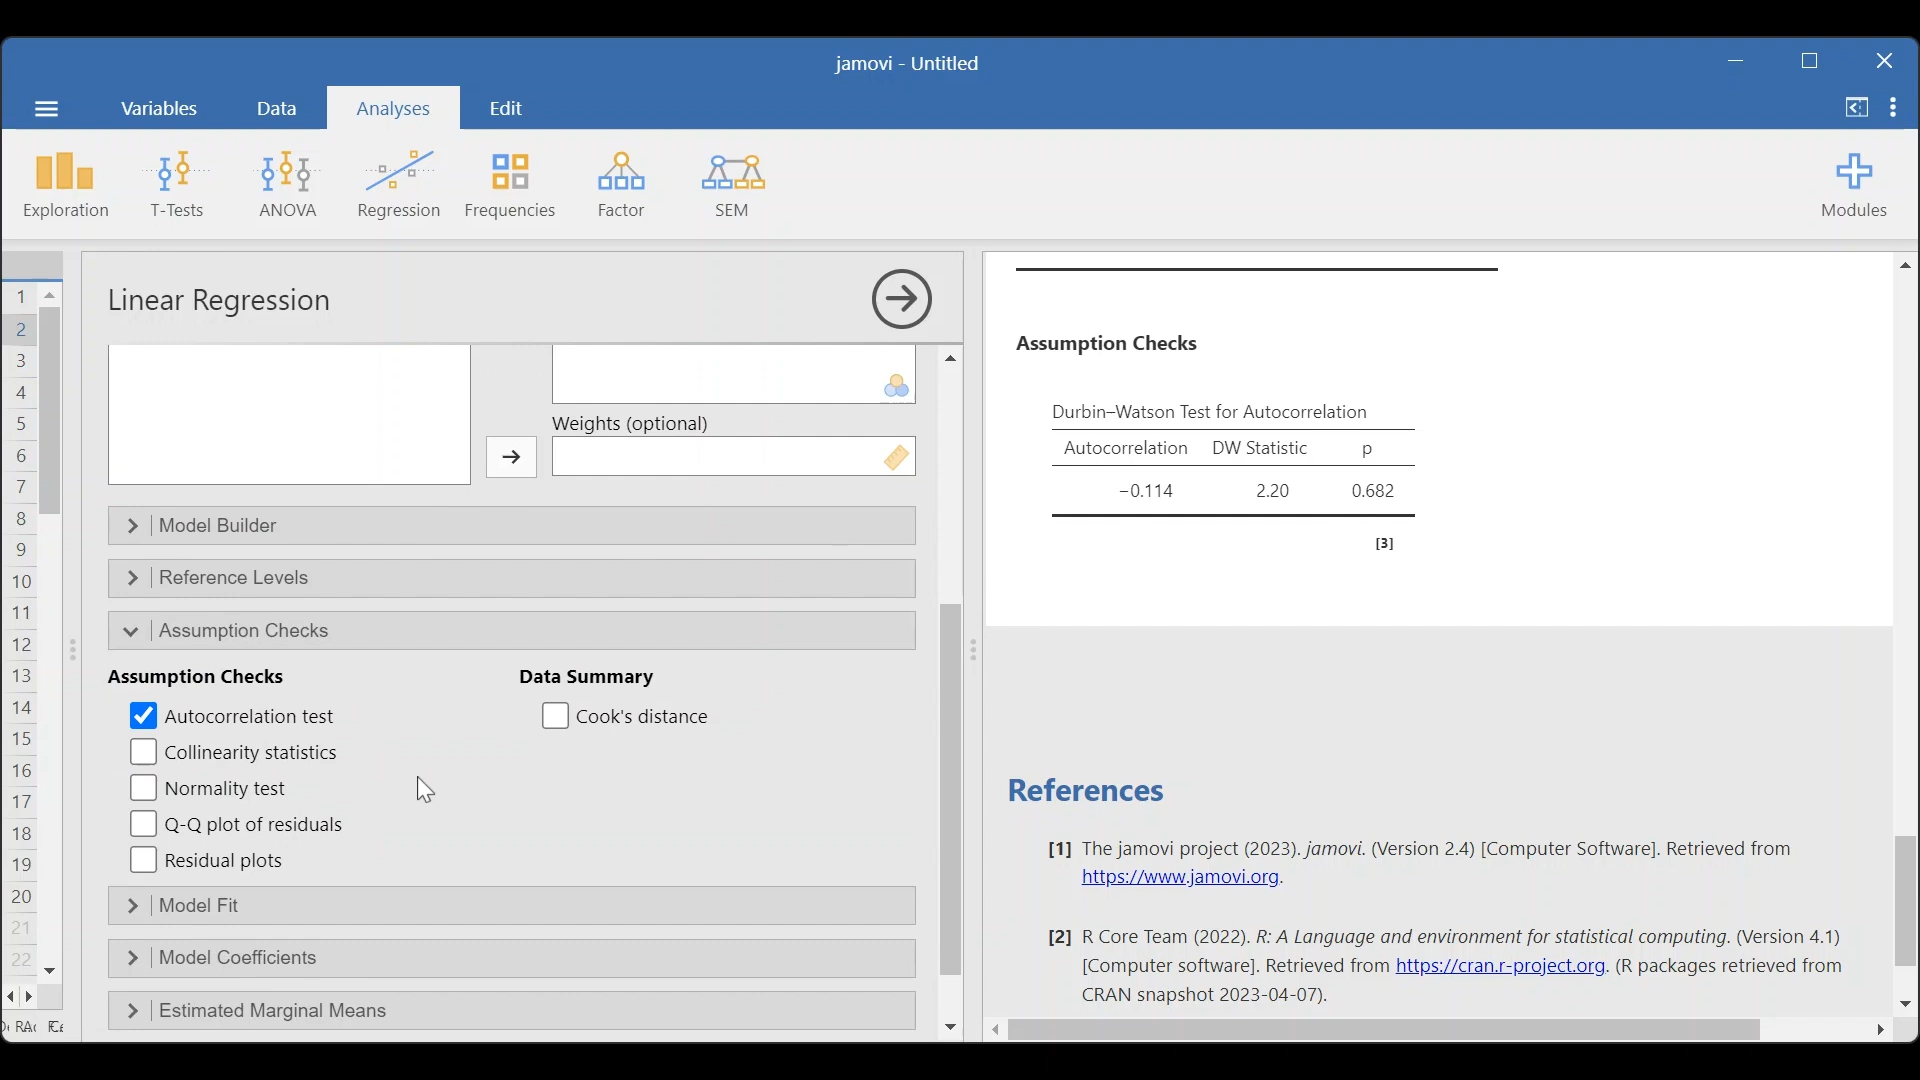 jamovi - Untitled
Variables Data Analyses Edit
Exploration T-Tests ANOVA Regression Frequencies Factor SEM Modules
Linear Regression
1
2
3
4
5
6
7
8
9
10
11
12
13
14
15
16
17
18
19
20
21
22
Weights (optional)
Model Builder
Reference Levels
Assumption Checks
Assumption Checks
Autocorrelation test
Collinearity statistics
Normality test
Q-Q plot of residuals
Residual plots
Data Summary
Cook's distance
Model Fit
Model Coefficients
Estimated Marginal Means
Assumption Checks
Durbin–Watson Test for Autocorrelation
Autocorrelation DW Statistic p
−0.114 2.20 0.682
[3]
References
[1] The jamovi project (2023). jamovi. (Version 2.4) [Computer Software]. Retrieved from
https://www.jamovi.org.
[2] R Core Team (2022). R: A Language and environment for statistical computing. (Version 4.1)
[Computer software]. Retrieved from https://cran.r-project.org. (R packages retrieved from
CRAN snapshot 2023-04-07).